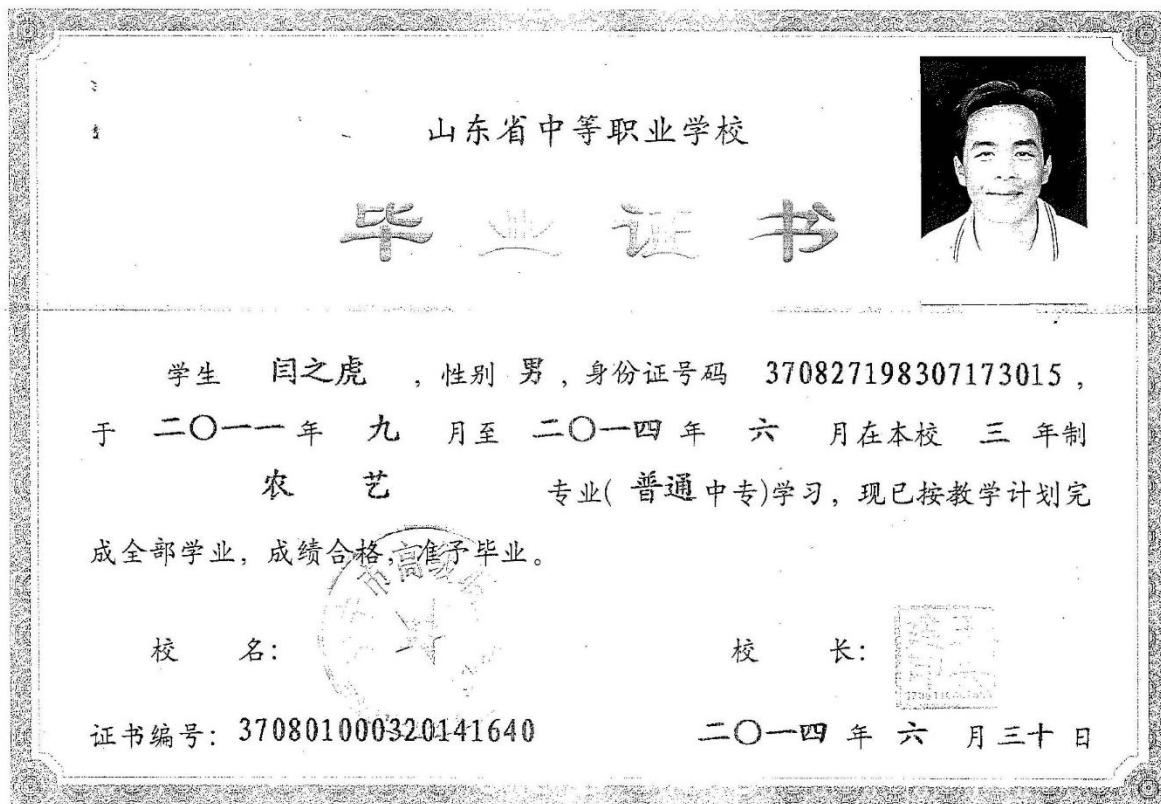 山东省中等职业学校
毕业证书
学生 闫之虎 ,性别 男,身份证号码 370827198307173015,
于 二〇一一 年 九 月至 二〇一四 年 六 月在本校 三 年制
农 艺 专业(普通中专)学习,现已按教学计划完
成全部学业,成绩合格,准予毕业。
市高级
校 名: 校 长:
证书编号:370801000320141640 二〇一四 年 六 月三十日